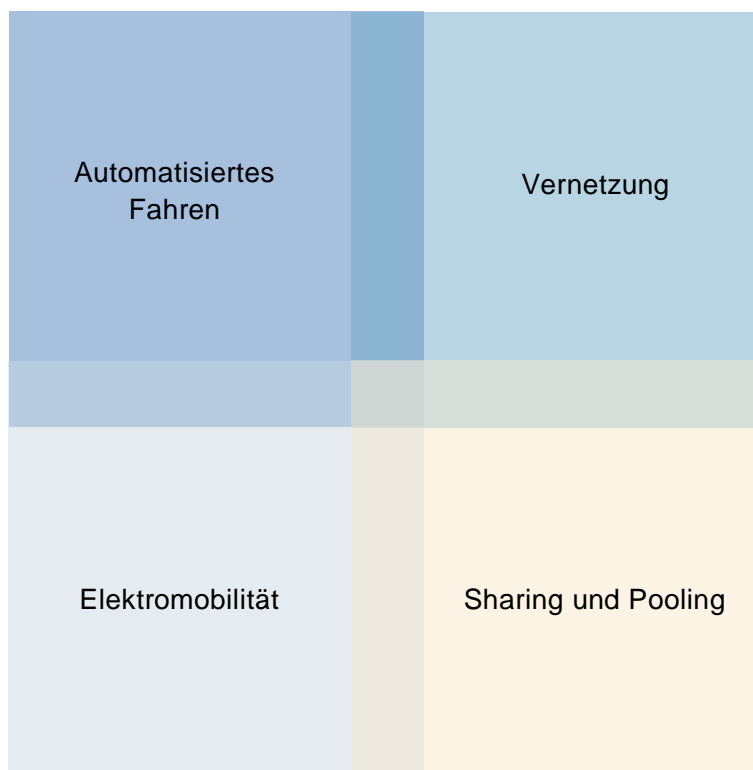 Automatisiertes
Fahren
Vernetzung
Elektromobilität
Sharing und Pooling